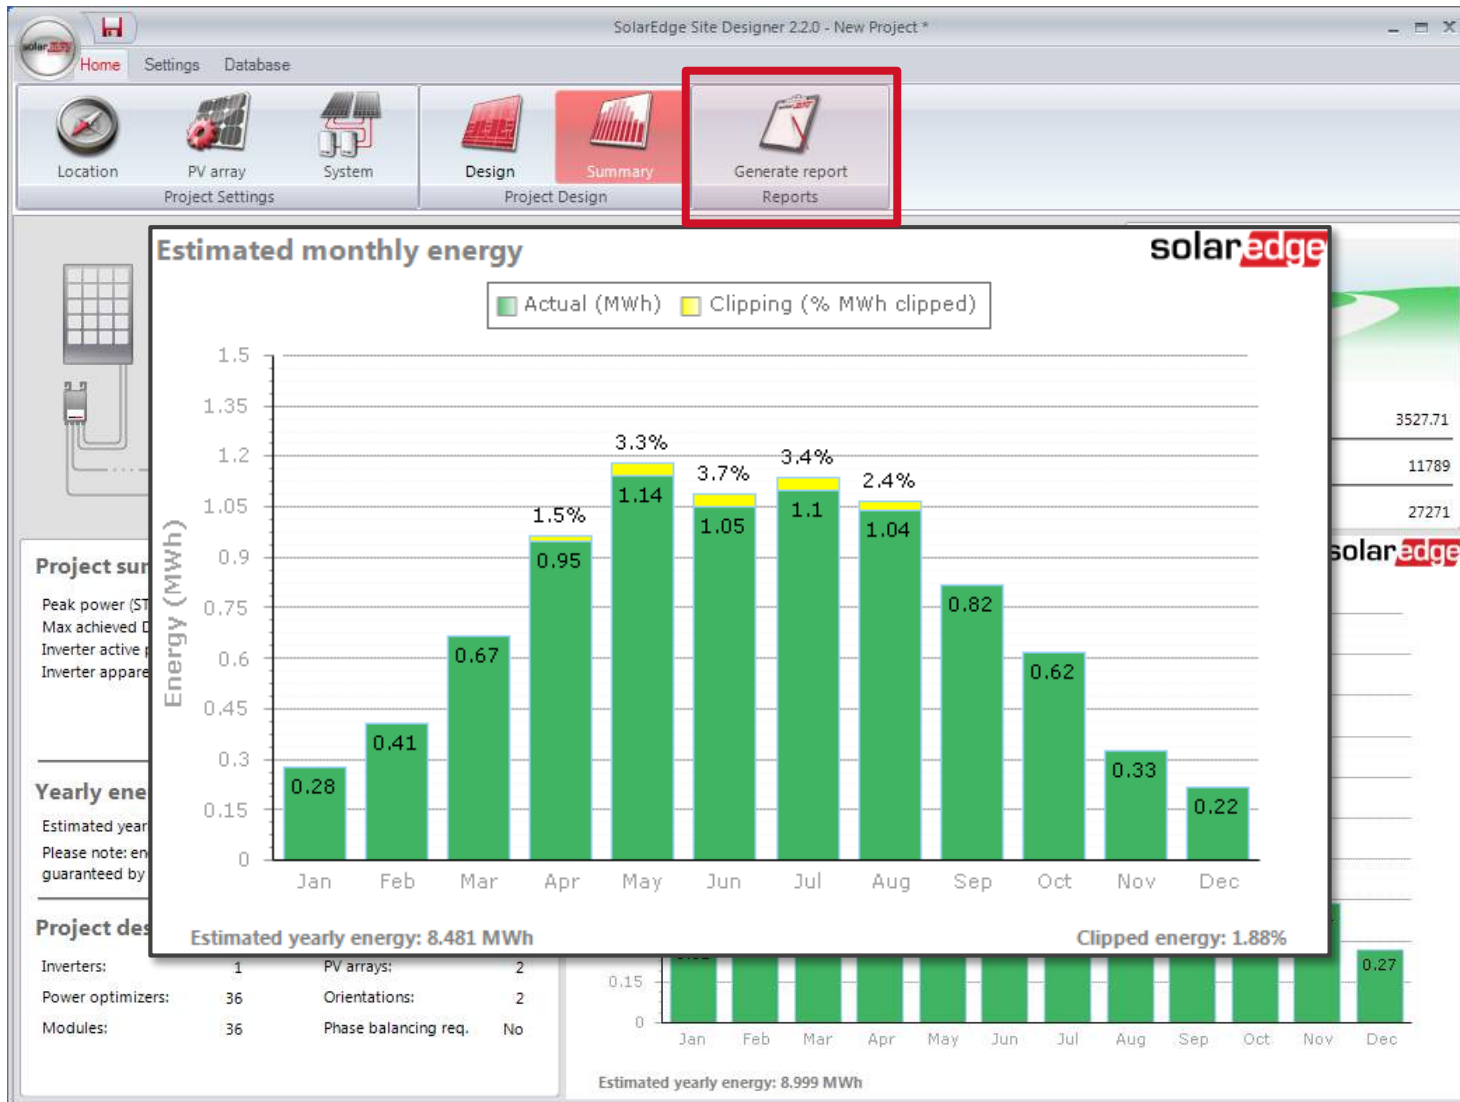 SolarEdge Site Designer 2.2.0 - New Project *
solaredge
Home Settings Database
Location PV array System Design Summary Generate report
Project Settings Project Design Reports
Estimated monthly energy
solaredge
Actual (MWh) Clipping (% MWh clipped)
Energy (MWh)
1.5
1.35
1.2
1.05
0.9
0.75
0.6
0.45
0.3
0.15
0
1.5% 3.3% 3.7% 3.4% 2.4%
0.28 0.41 0.67 0.95 1.14 1.05 1.1 1.04 0.82 0.62 0.33 0.22
Jan Feb Mar Apr May Jun Jul Aug Sep Oct Nov Dec
Estimated yearly energy: 8.481 MWh
Clipped energy: 1.88%
3527.71
11789
27271
solaredge
Project sur
Peak power (ST
Max achieved D
Inverter active p
Inverter appare
Yearly ene
Estimated year
Please note: en
guaranteed by
Project des
Inverters: 1 PV arrays: 2
Power optimizers: 36 Orientations: 2
Modules: 36 Phase balancing req. No
0.27
0.15
0
Jan Feb Mar Apr May Jun Jul Aug Sep Oct Nov Dec
Estimated yearly energy: 8.999 MWh